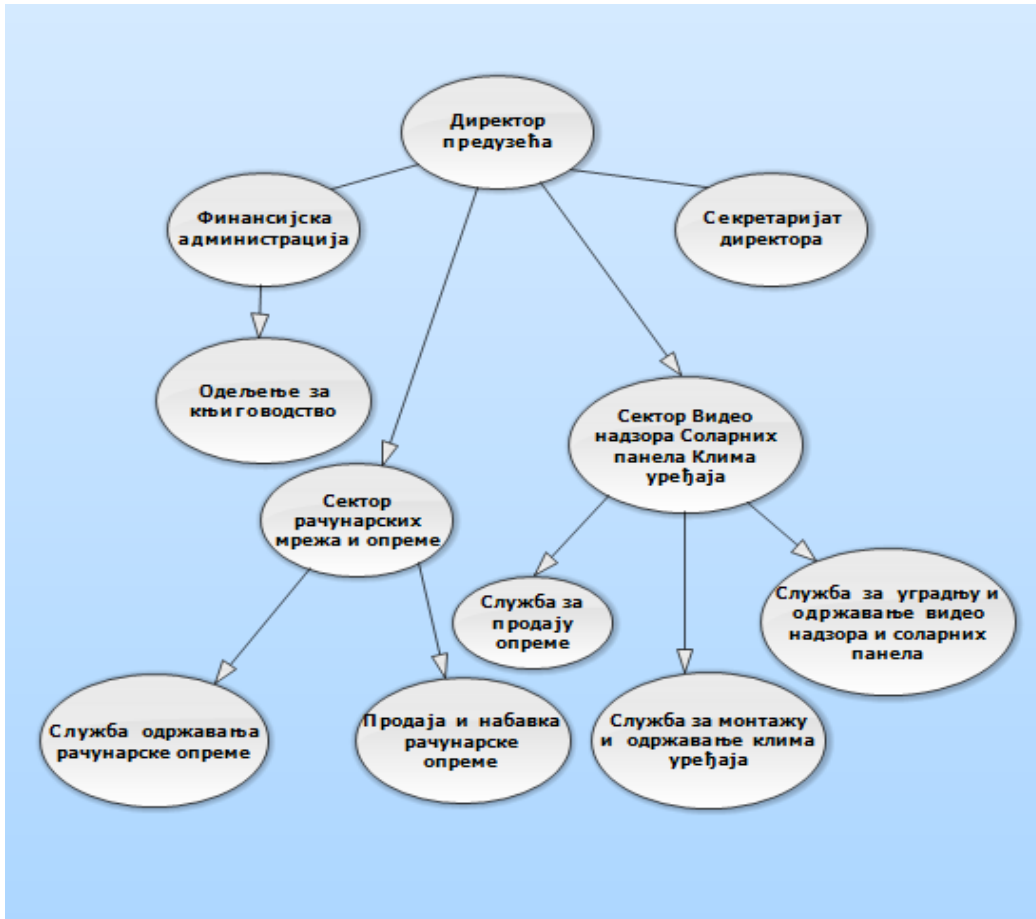 Директор
предузећа
Финансијска
администрација
Секретаријат
директора
Одељење за
књиговодство
Сектор Видео
надзора Соларних
панела Клима
уређаја
Сектор
рачунарских
мрежа и опреме
Служба за
продају
опреме
Служба за уградњу и
одржавање видео
надзора и соларних
панела
Служба одржавања
рачунарске опреме
Продаја и набавка
рачунарске
опреме
Служба за монтажу
и одржавање клима
уређаја